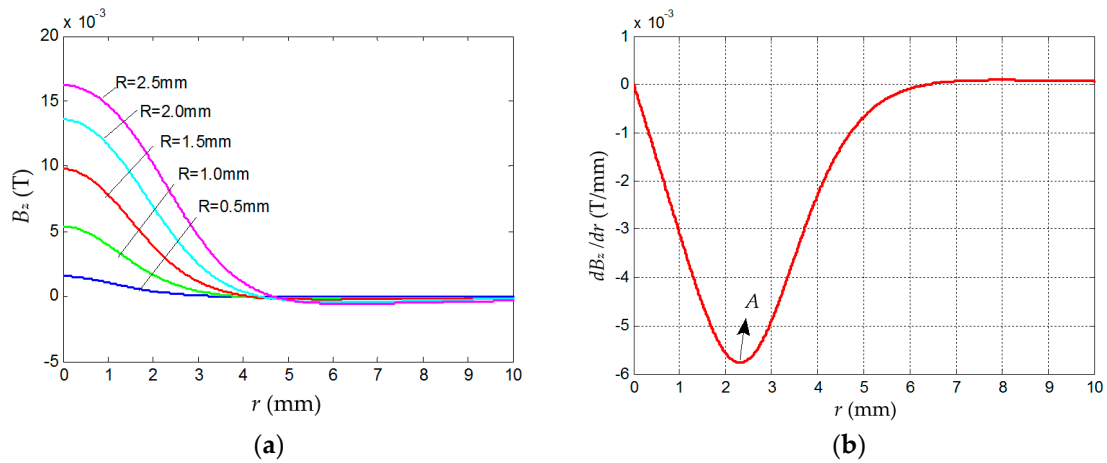 x 10⁻³
20
15
10
5
0
-5
R=2.5mm
R=2.0mm
R=1.5mm
R=1.0mm
R=0.5mm
Bz (T)
0 1 2 3 4 5 6 7 8 9 10
r (mm)
(a)
x 10⁻³
1
0
-1
-2
-3
-4
-5
-6
dBz/dr (T/mm)
A
0 1 2 3 4 5 6 7 8 9 10
r (mm)
(b)